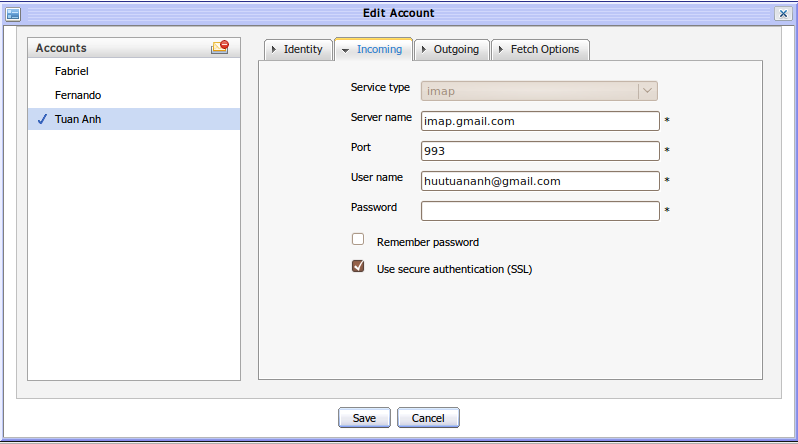 Edit Account
Accounts
Fabriel
Fernando
Tuan Anh
Identity
Incoming
Outgoing
Fetch Options
Service type
imap
Server name
imap.gmail.com
*
Port
993
*
User name
huutuananh@gmail.com
*
Password
*
Remember password
Use secure authentication (SSL)
Save
Cancel